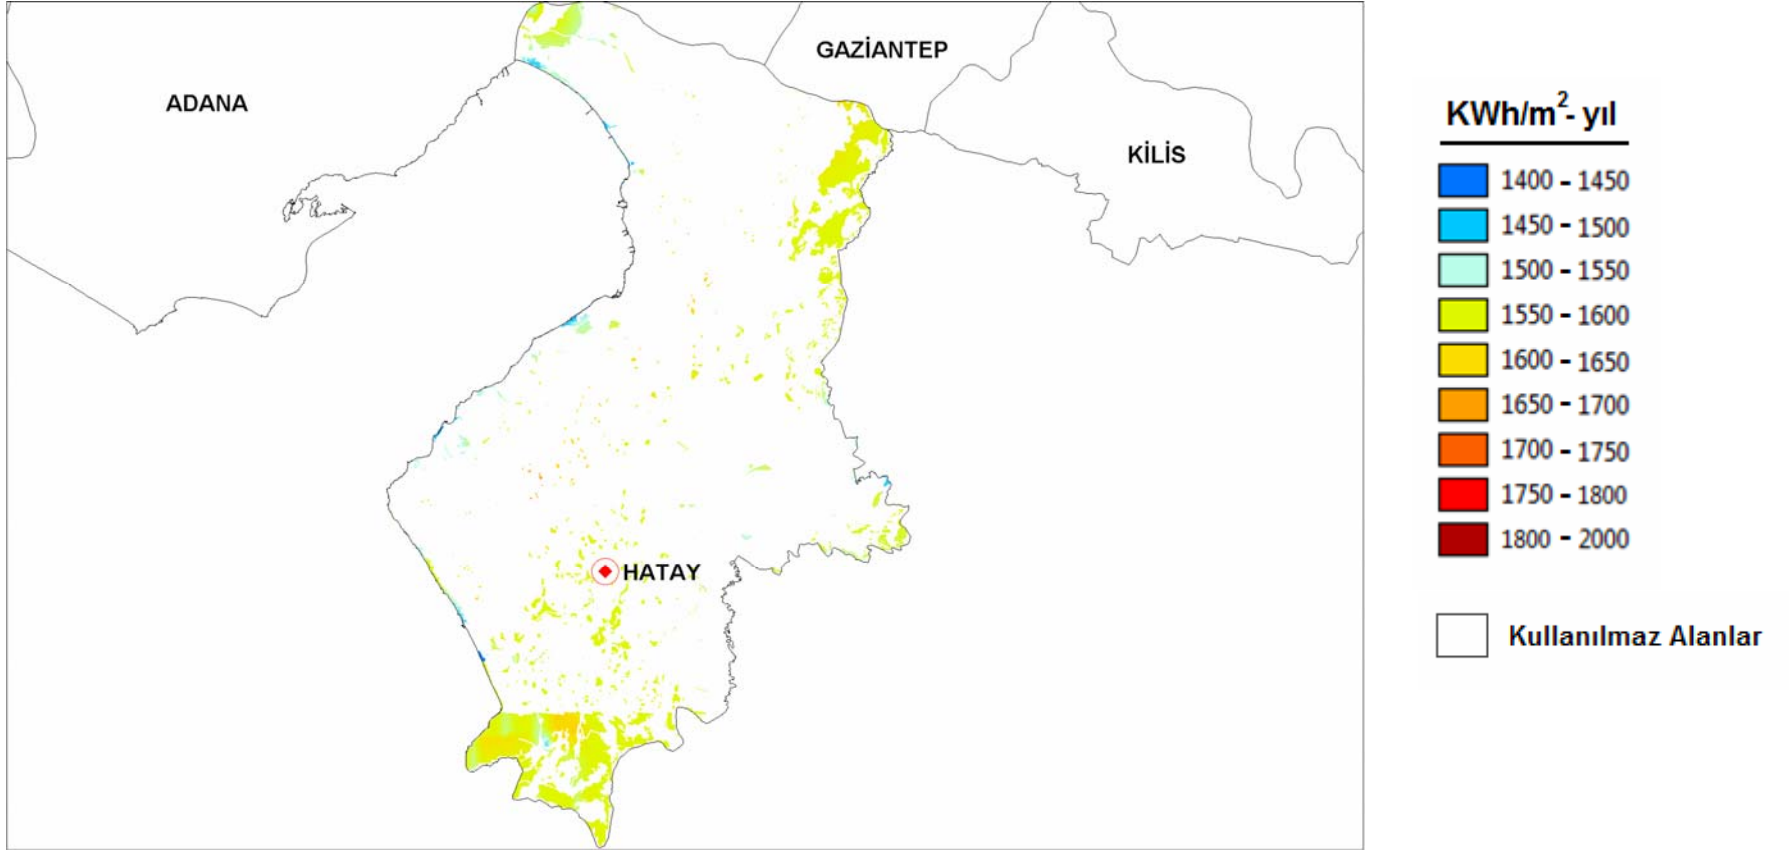 GAZİANTEP
ADANA
KİLİS
HATAY
KWh/m²- yıl
1400 - 1450
1450 - 1500
1500 - 1550
1550 - 1600
1600 - 1650
1650 - 1700
1700 - 1750
1750 - 1800
1800 - 2000
Kullanılmaz Alanlar